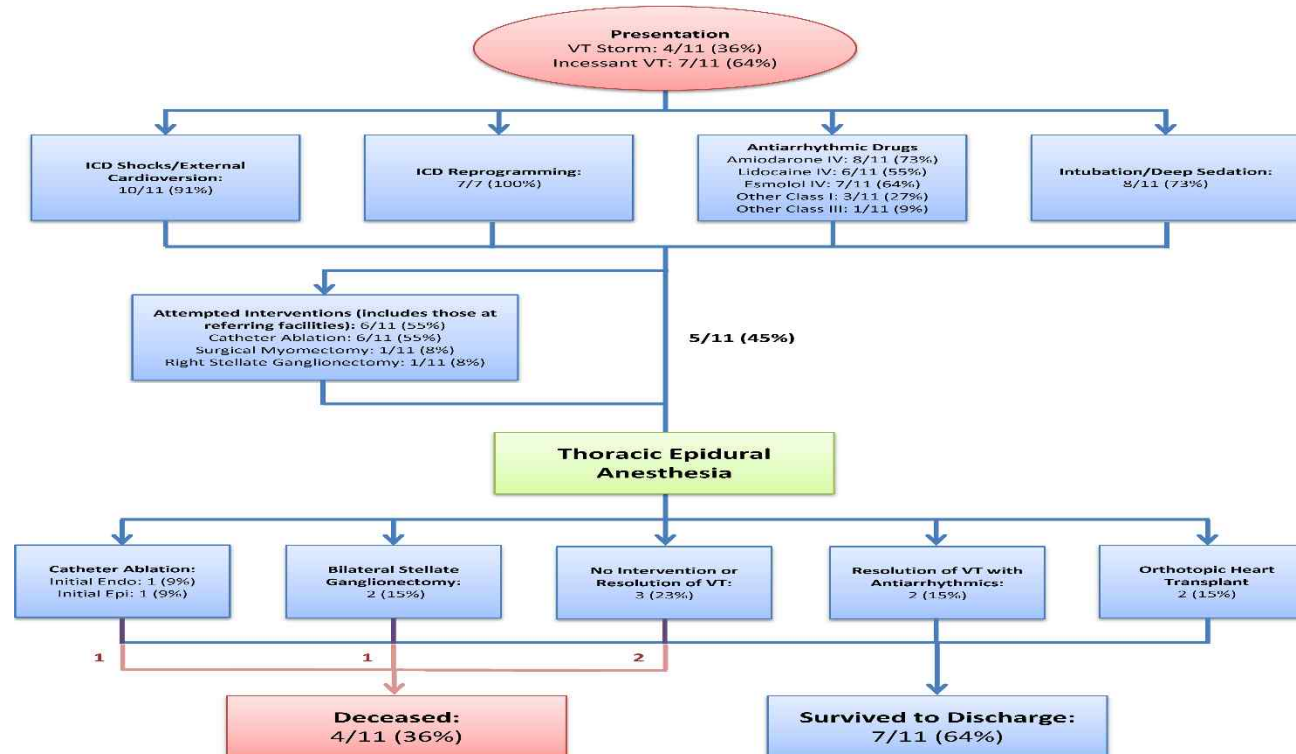 Presentation
VT Storm: 4/11 (36%)
Incessant VT: 7/11 (64%)
ICD Shocks/External
Cardioversion:
10/11 (91%)
ICD Reprogramming:
7/7 (100%)
Antiarrhythmic Drugs
Amiodarone IV: 8/11 (73%)
Lidocaine IV: 6/11 (55%)
Esmolol IV: 7/11 (64%)
Other Class I: 3/11 (27%)
Other Class III: 1/11 (9%)
Intubation/Deep Sedation:
8/11 (73%)
Attempted Interventions (includes those at
referring facilities): 6/11 (55%)
Catheter Ablation: 6/11 (55%)
Surgical Myomectomy: 1/11 (8%)
Right Stellate Ganglionectomy: 1/11 (8%)
5/11 (45%)
Thoracic Epidural
Anesthesia
Catheter Ablation:
Initial Endo: 1 (9%)
Initial Epi: 1 (9%)
Bilateral Stellate
Ganglionectomy:
2 (15%)
No Intervention or
Resolution of VT:
3 (23%)
Resolution of VT with
Antiarrhythmics:
2 (15%)
Orthotopic Heart
Transplant
2 (15%)
1
1
2
Deceased:
4/11 (36%)
Survived to Discharge:
7/11 (64%)